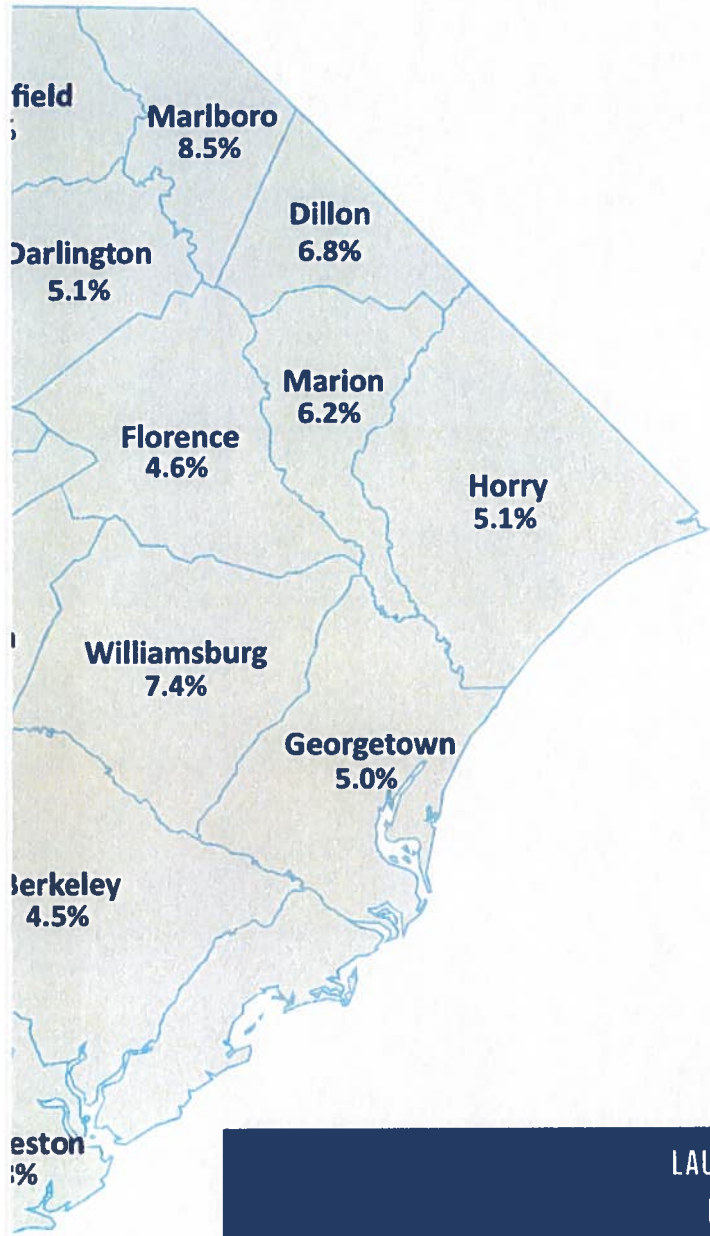 field
Marlboro
8.5%
Dillon
6.8%
Darlington
5.1%
Marion
6.2%
Florence
4.6%
Horry
5.1%
Williamsburg
7.4%
Georgetown
5.0%
Berkeley
4.5%
eston
%
LAU